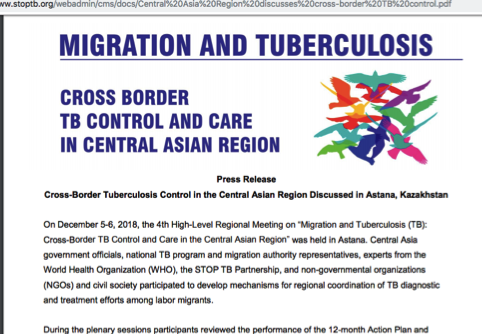 ww.stoptb.org/webadmin/cms/docs/Central%20Asia%20Region%20discusses%20cross-border%20TB%20control.pdf
MIGRATION AND TUBERCULOSIS
CROSS BORDER
TB CONTROL AND CARE
IN CENTRAL ASIAN REGION
Press Release
Cross-Border Tuberculosis Control in the Central Asian Region Discussed in Astana, Kazakhstan
On December 5-6, 2018, the 4th High-Level Regional Meeting on “Migration and Tuberculosis (TB):
Cross-Border TB Control and Care in the Central Asian Region” was held in Astana. Central Asia
government officials, national TB program and migration authority representatives, experts from the
World Health Organization (WHO), the STOP TB Partnership, and non-governmental organizations
(NGOs) and civil society participated to develop mechanisms for regional coordination of TB diagnostic
and treatment efforts among labor migrants.
During the plenary sessions participants reviewed the performance of the 12-month Action Plan and